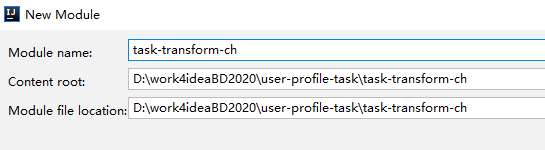 New Module
Module name: task-transform-ch
Content root: D:\work4ideaBD2020\user-profile-task\task-transform-ch
Module file location: D:\work4ideaBD2020\user-profile-task\task-transform-ch